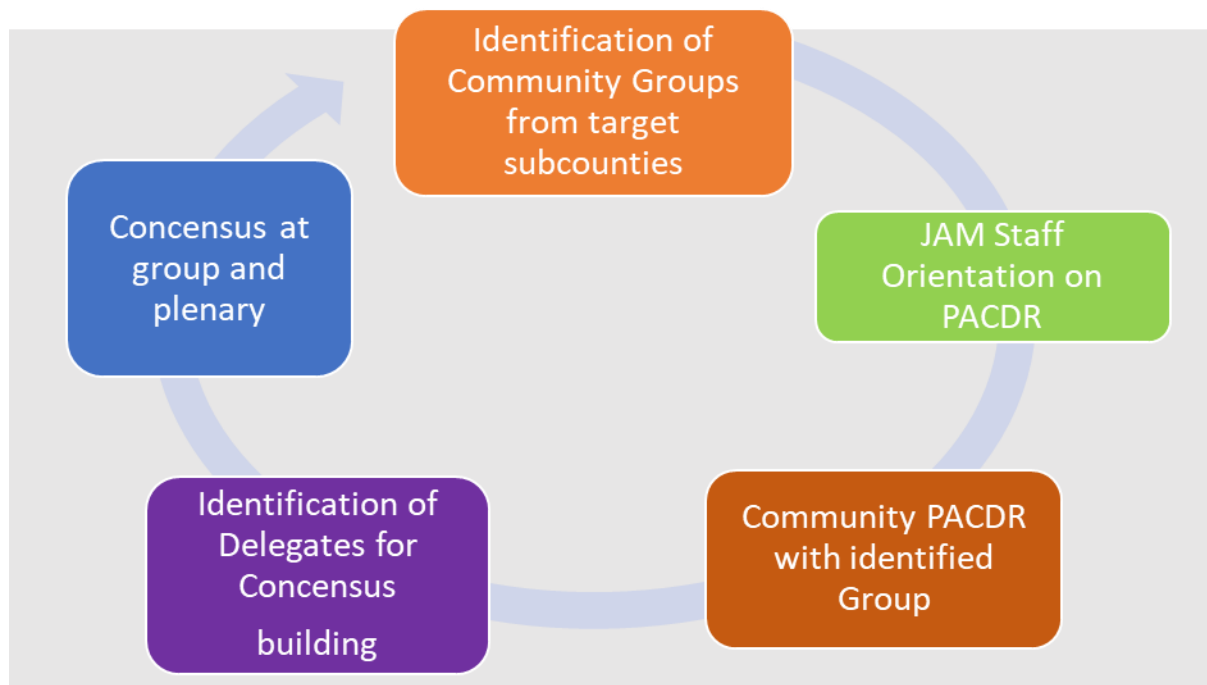 Identification of
Community Groups
from target
subcounties
JAM Staff
Orientation on
PACDR
Community PACDR
with identified
Group
Identification of
Delegates for
Concensus
building
Concensus at
group and
plenary